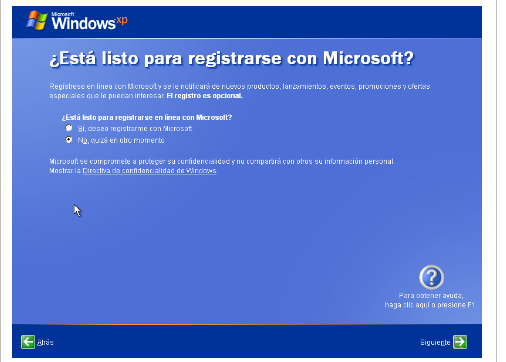 Microsoft
Windows xp
¿Está listo para registrarse con Microsoft?
Regístrese en línea con Microsoft y se le notificará de nuevos productos, lanzamientos, eventos, promociones y ofertas
especiales que le puedan interesar. El registro es opcional.
¿Está listo para registrarse en línea con Microsoft?
Sí, deseo registrarme con Microsoft
No, quizá en otro momento
Microsoft se compromete a proteger su confidencialidad y no compartirá con otros su información personal.
Mostrar la Directiva de confidencialidad de Windows.
?
Para obtener ayuda,
haga clic aquí o presione F1
Atrás
Siguiente